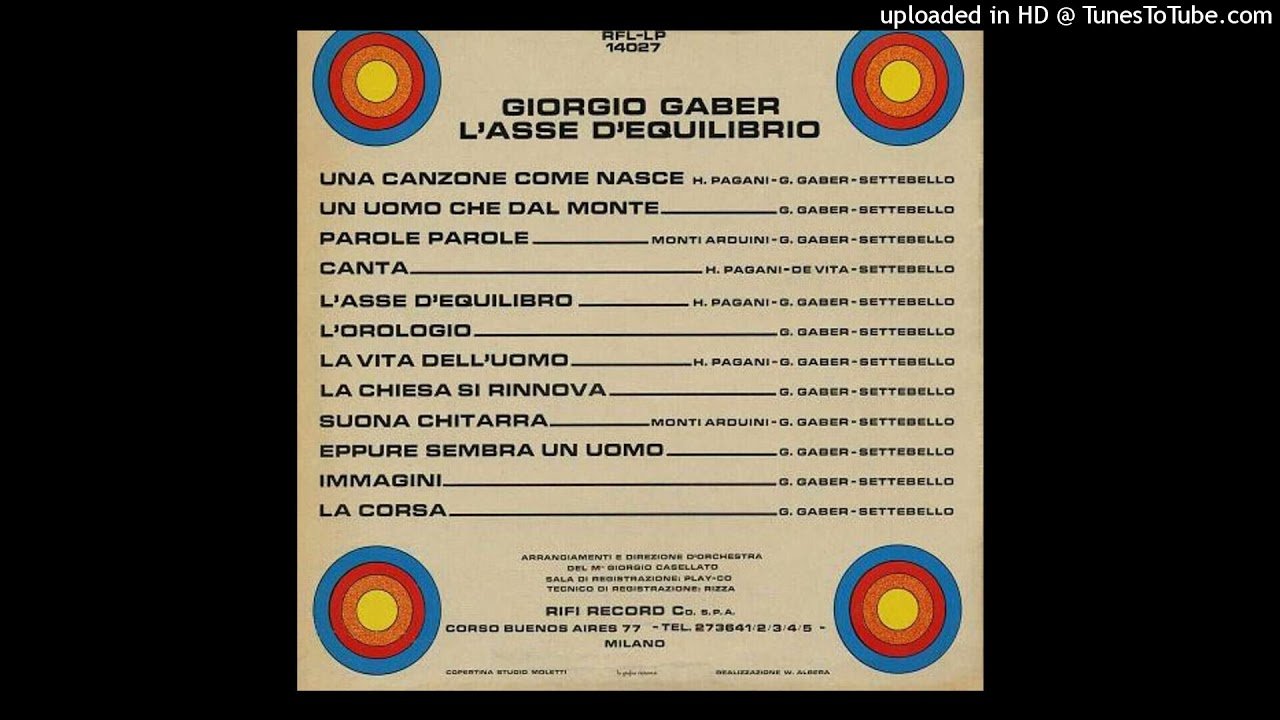 uploaded in HD @ TunesToTube.com
RFL-LP
14027
GIORGIO GABER
L'ASSE D'EQUILIBRIO
UNA CANZONE COME NASCE H. PAGANI-G. GABER-SETTEBELLO
UN UOMO CHE DAL MONTE G. GABER-SETTEBELLO
PAROLE PAROLE MONTI ARDUINI-G. GABER-SETTEBELLO
CANTA H. PAGANI-DE VITA-SETTEBELLO
L'ASSE D'EQUILIBRO H. PAGANI-G. GABER-SETTEBELLO
L'OROLOGIO G. GABER-SETTEBELLO
LA VITA DELL'UOMO H. PAGANI-G. GABER-SETTEBELLO
LA CHIESA SI RINNOVA G. GABER-SETTEBELLO
SUONA CHITARRA MONTI ARDUINI-G. GABER-SETTEBELLO
EPPURE SEMBRA UN UOMO G. GABER-SETTEBELLO
IMMAGINI G. GABER-SETTEBELLO
LA CORSA G. GABER-SETTEBELLO
ARRANGIAMENTI E DIREZIONE D'ORCHESTRA
DEL M° GIORGIO CASELLATO
SALA DI REGISTRAZIONE: PLAY-CO
TECNICO DI REGISTRAZIONE: RIZZA
RIFI RECORD Co. S.P.A.
CORSO BUENOS AIRES 77 - TEL. 273641/2/3/4/5 -
MILANO
COPERTINA STUDIO MOLETTI REALIZZAZIONE W. ALBERA